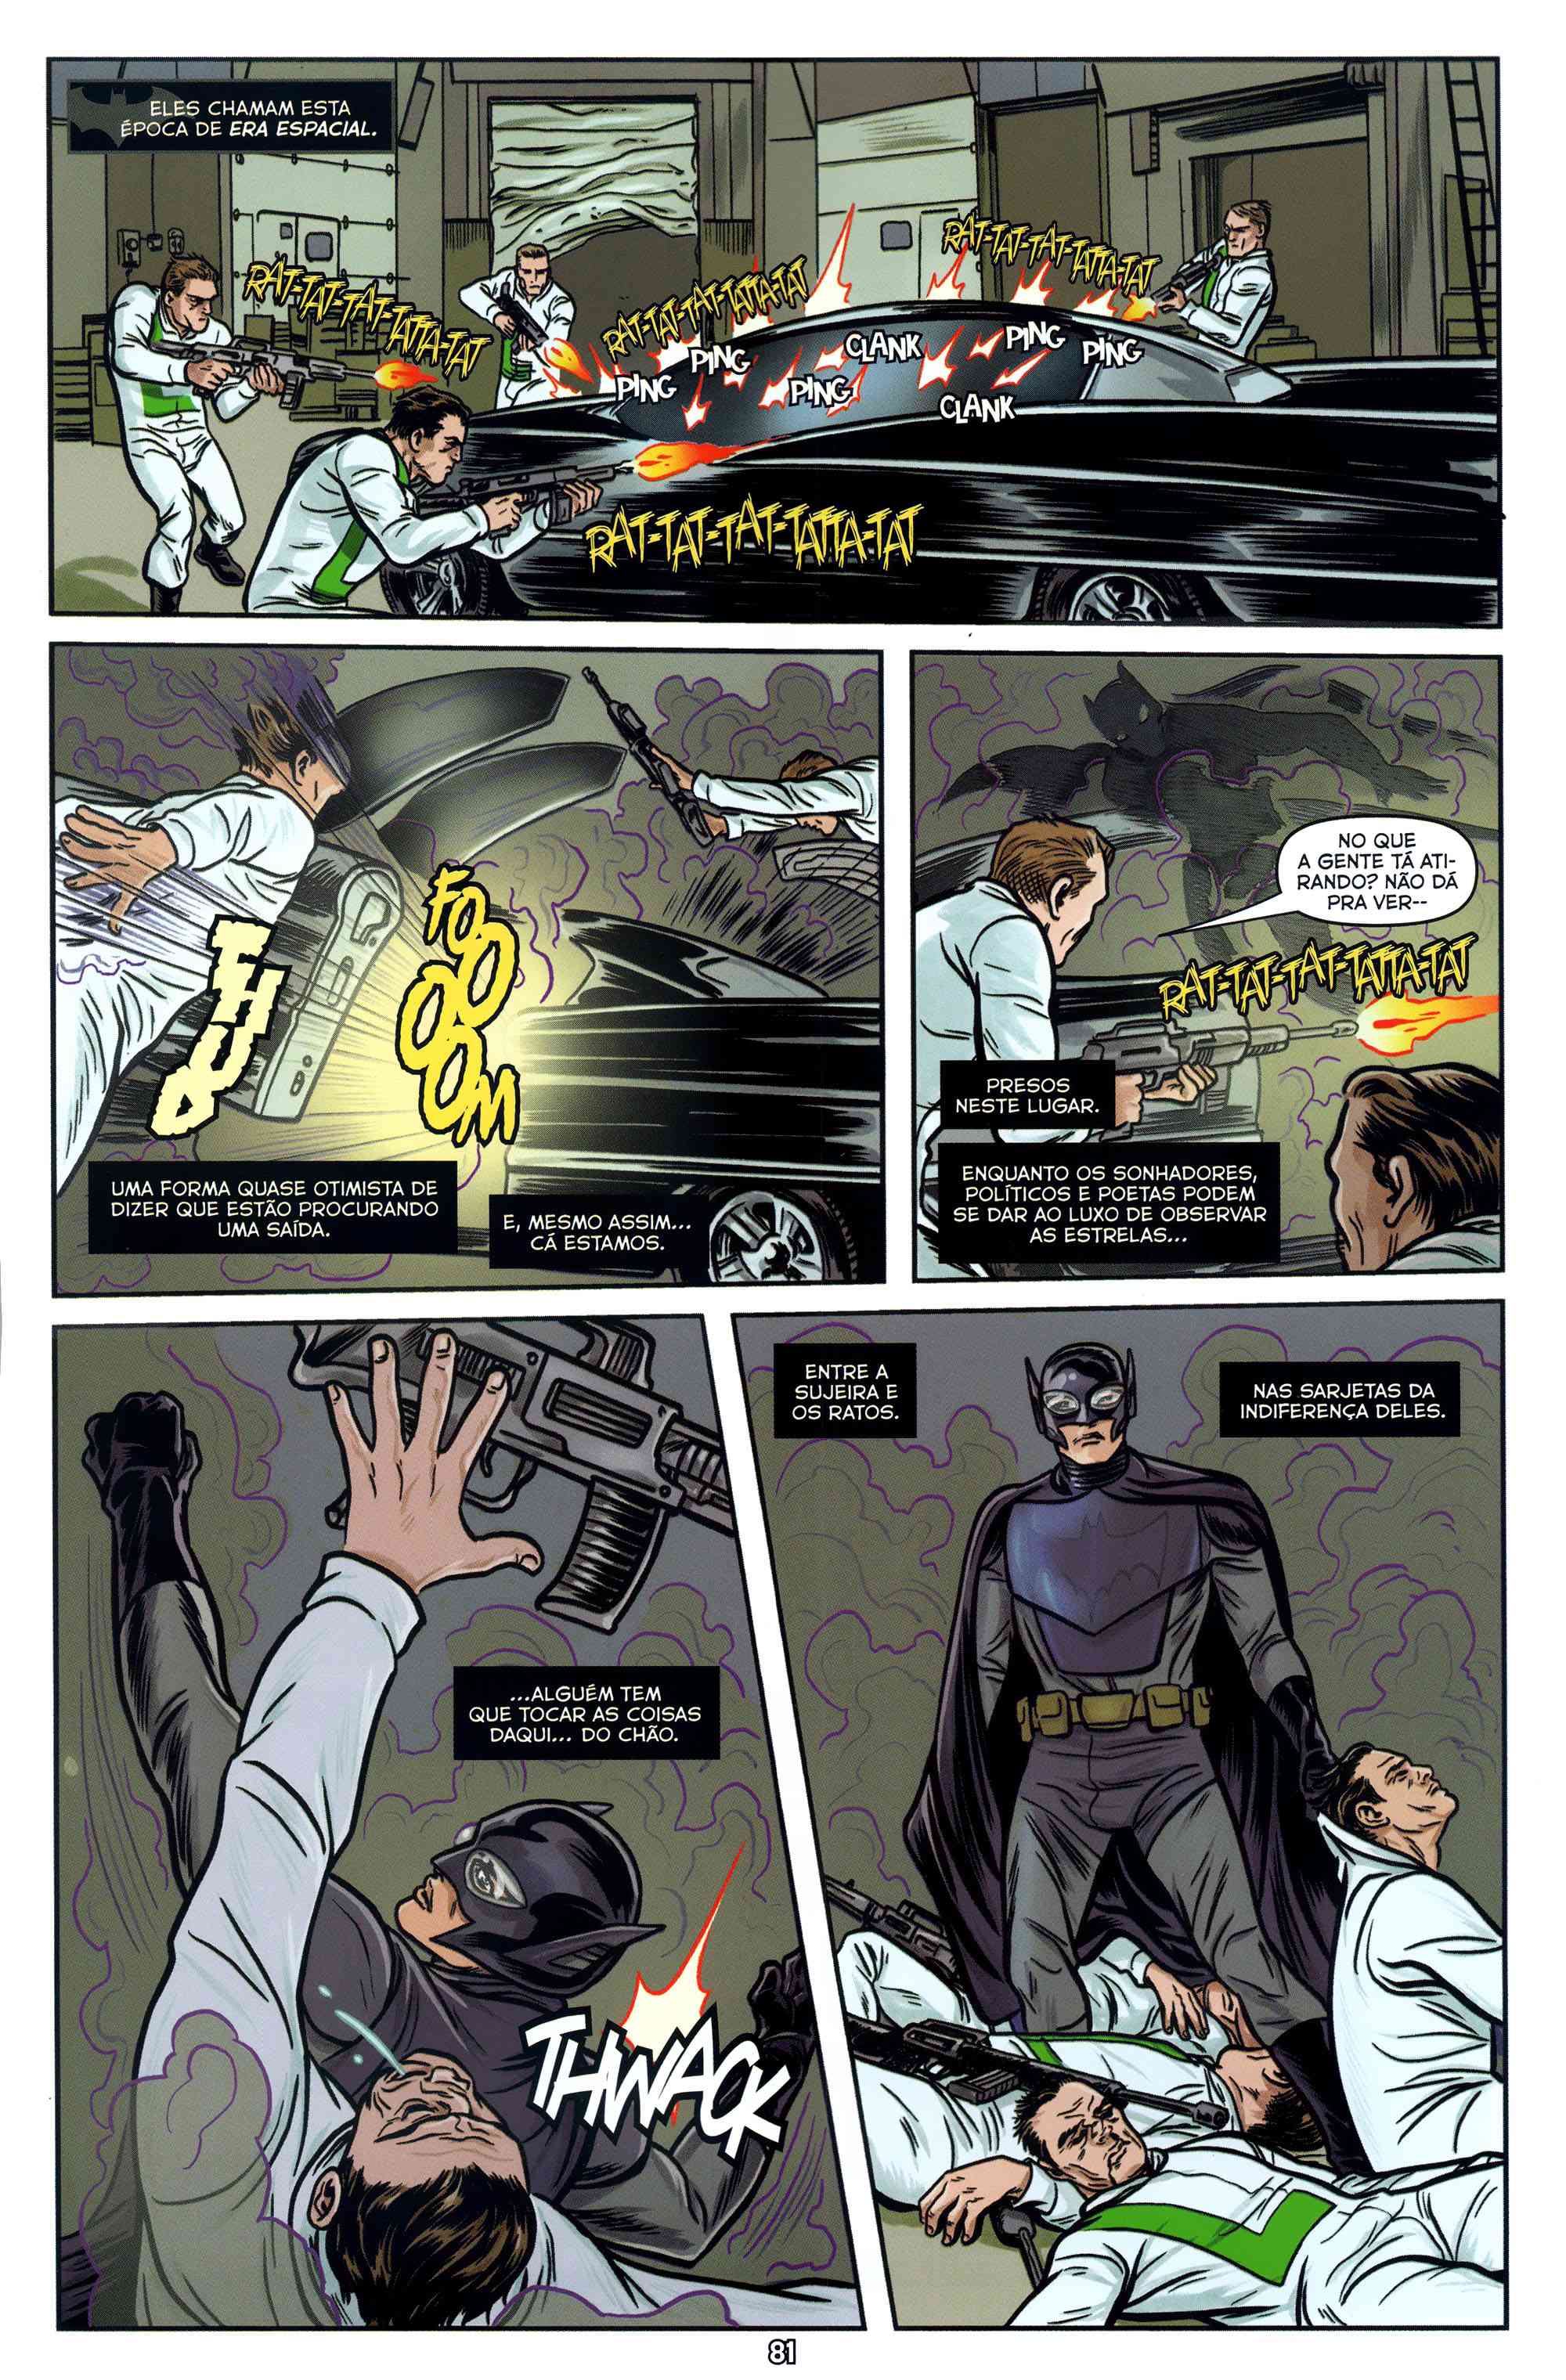 ELES CHAMAM ESTA
ÉPOCA DE ERA ESPACIAL.
RAT-TAT-TAT-TATTA-TAT
RAT-TAT-TAT-TATTA-TAT
RAT-TAT-TAT-TATTA-TAT
PING
PING
PING
CLANK
PING
PING
CLANK
RAT-TAT-TAT-TATTA-TAT
THUD
?
FOOOOOM
UMA FORMA QUASE OTIMISTA DE
DIZER QUE ESTÃO PROCURANDO
UMA SAÍDA.
E, MESMO ASSIM...
CÁ ESTAMOS.
NO QUE
A GENTE TÁ ATI-
RANDO? NÃO DÁ
PRA VER--
RAT-TAT-TAT-TATTA-TAT
PRESOS
NESTE LUGAR.
ENQUANTO OS SONHADORES,
POLÍTICOS E POETAS PODEM
SE DAR AO LUXO DE OBSERVAR
AS ESTRELAS...
...ALGUÉM TEM
QUE TOCAR AS COISAS
DAQUI... DO CHÃO.
THWACK
ENTRE A
SUJEIRA E
OS RATOS.
NAS SARJETAS DA
INDIFERENÇA DELES.
81